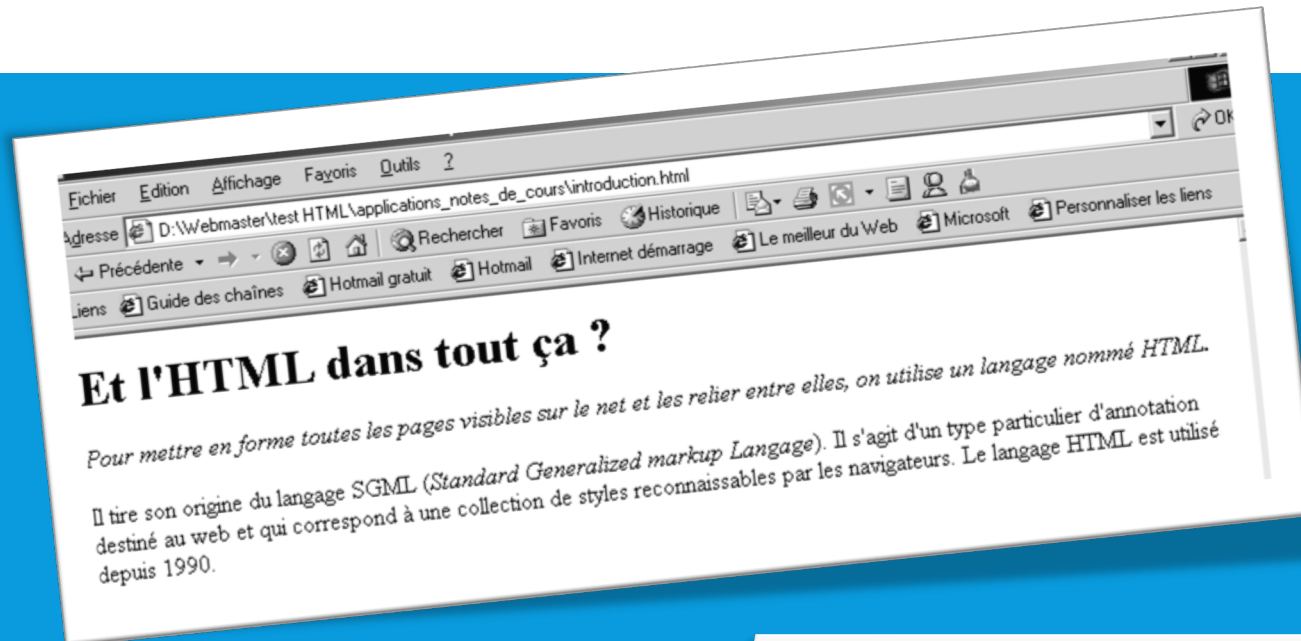 Fichier Edition Affichage Favoris Outils ?
Adresse D:\Webmaster\test HTML\applications_notes_de_cours\introduction.html OK
Précédente Rechercher Favoris Historique
Liens Guide des chaînes Hotmail gratuit Hotmail Internet démarrage Le meilleur du Web Microsoft Personnaliser les liens
Et l'HTML dans tout ça ?
Pour mettre en forme toutes les pages visibles sur le net et les relier entre elles, on utilise un langage nommé HTML.
Il tire son origine du langage SGML (Standard Generalized markup Langage). Il s'agit d'un type particulier d'annotation
destiné au web et qui correspond à une collection de styles reconnaissables par les navigateurs. Le langage HTML est utilisé
depuis 1990.